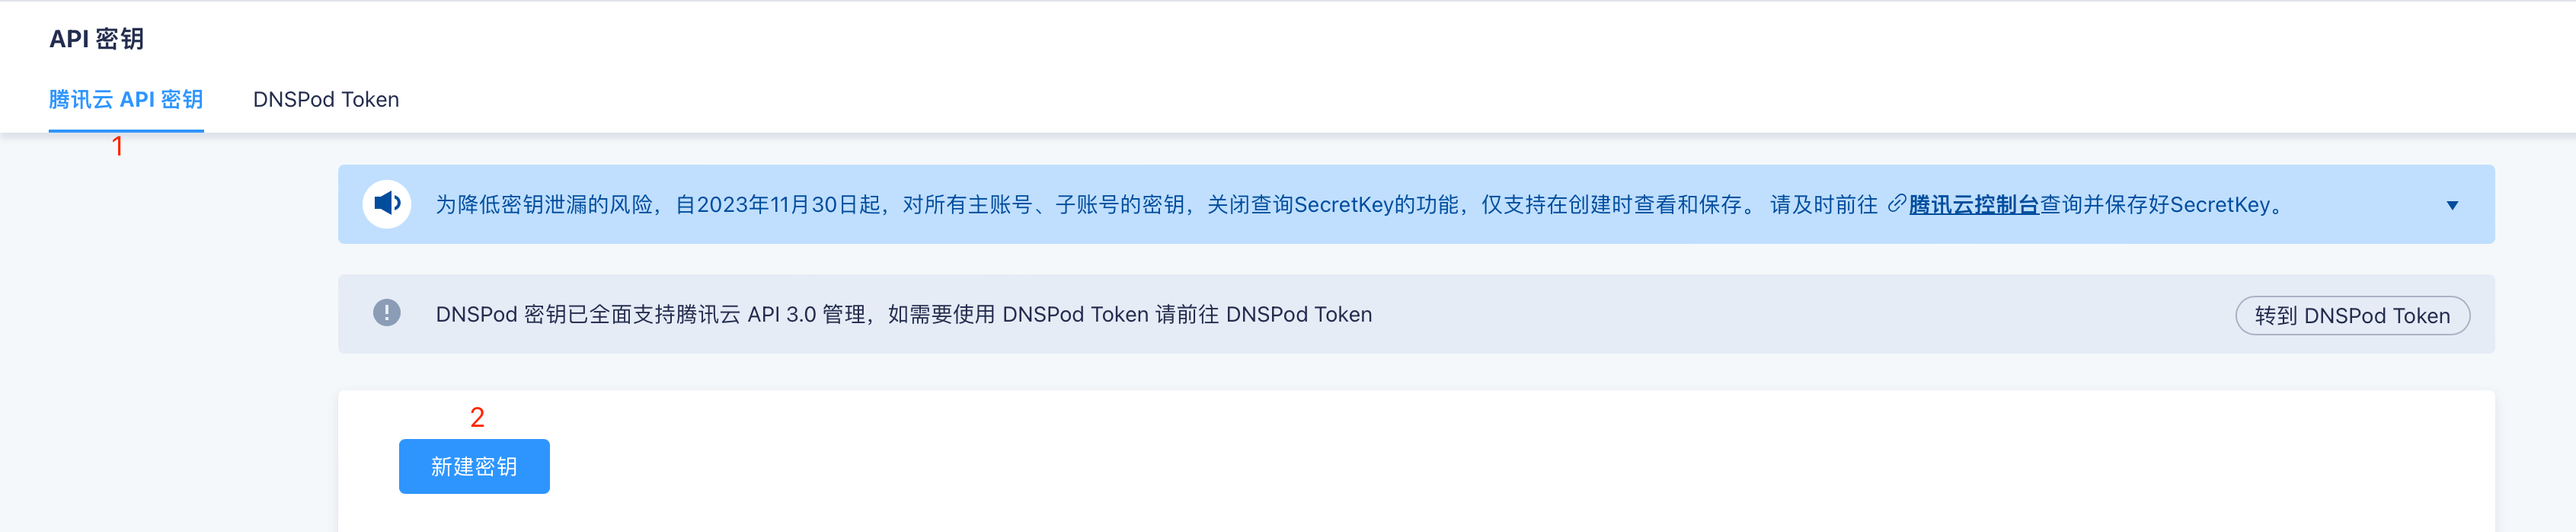 API 密钥
腾讯云 API 密钥
DNSPod Token
1
为降低密钥泄漏的风险，自2023年11月30日起，对所有主账号、子账号的密钥，关闭查询SecretKey的功能，仅支持在创建时查看和保存。 请及时前往 腾讯云控制台查询并保存好SecretKey。
DNSPod 密钥已全面支持腾讯云 API 3.0 管理，如需要使用 DNSPod Token 请前往 DNSPod Token
转到 DNSPod Token
2
新建密钥